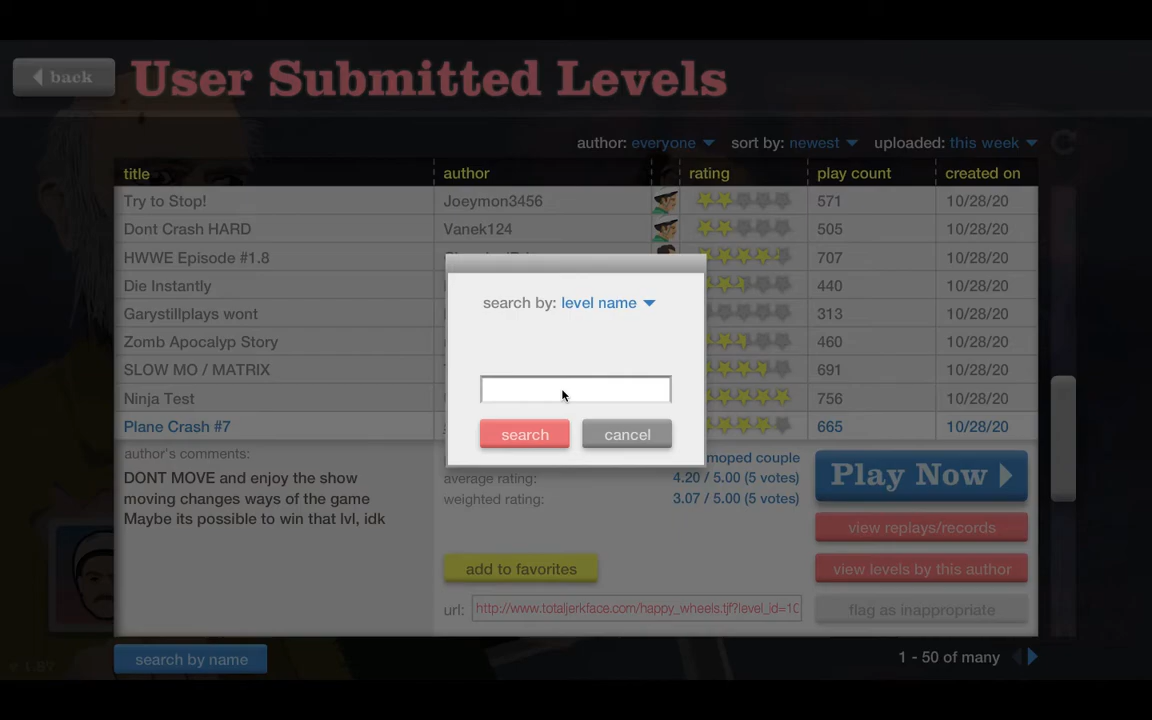 back
User Submitted Levels
author: everyone sort by: newest uploaded: this week
title author rating play count created on
Try to Stop! Joeymon3456 571 10/28/20
Dont Crash HARD Vanek124 505 10/28/20
HWWE Episode #1.8 707 10/28/20
Die Instantly 440 10/28/20
Garystillplays wont 313 10/28/20
Zomb Apocalyp Story 460 10/28/20
SLOW MO / MATRIX 691 10/28/20
Ninja Test 756 10/28/20
Plane Crash #7 665 10/28/20
search by: level name
search cancel
author's comments:
DONT MOVE and enjoy the show
moving changes ways of the game
Maybe its possible to win that lvl, idk
moped couple
average rating: 4.20 / 5.00 (5 votes)
weighted rating: 3.07 / 5.00 (5 votes)
Play Now
view replays/records
add to favorites
view levels by this author
url: http://www.totaljerkface.com/happy_wheels.tjf?level_id=10
flag as inappropriate
v 1.87
search by name
1 - 50 of many